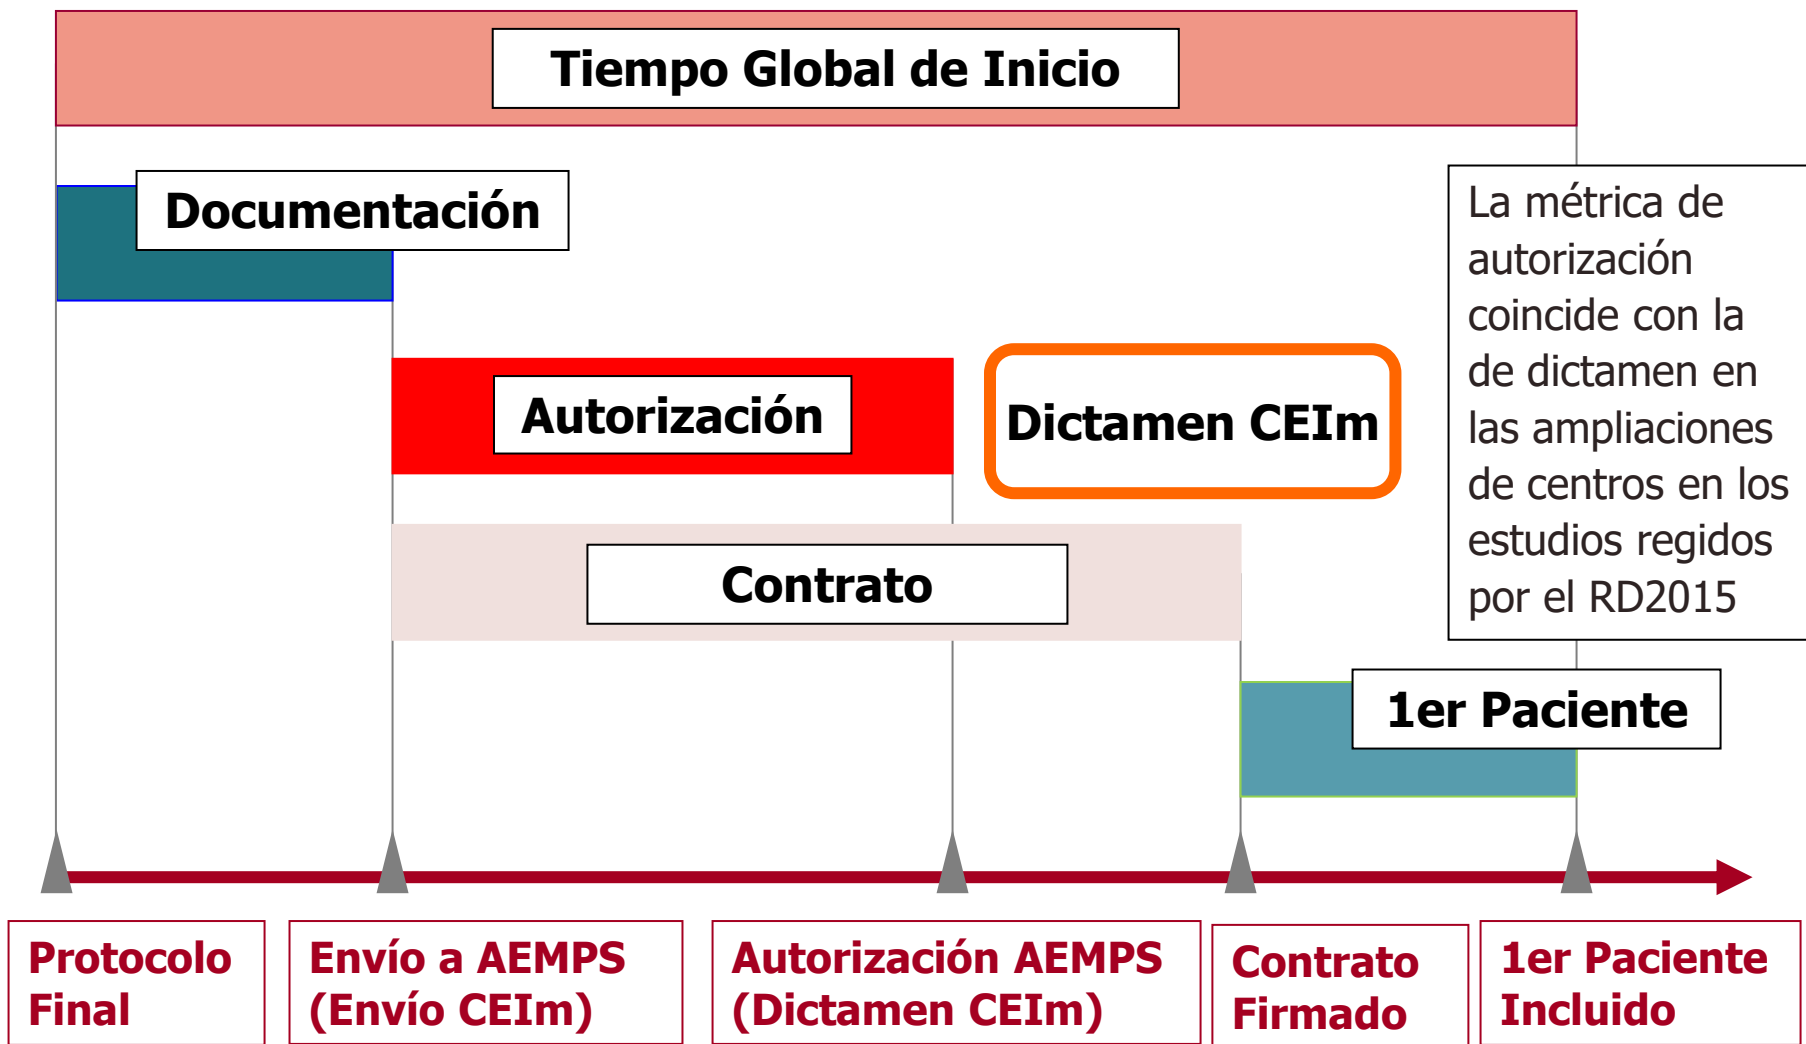 Tiempo Global de Inicio
Documentación
La métrica de
autorización
coincide con la
de dictamen en
las ampliaciones
de centros en los
estudios regidos
por el RD2015
Autorización
Dictamen CEIm
Contrato
1er Paciente
Protocolo
Final
Envío a AEMPS
(Envío CEIm)
Autorización AEMPS
(Dictamen CEIm)
Contrato
Firmado
1er Paciente
Incluido